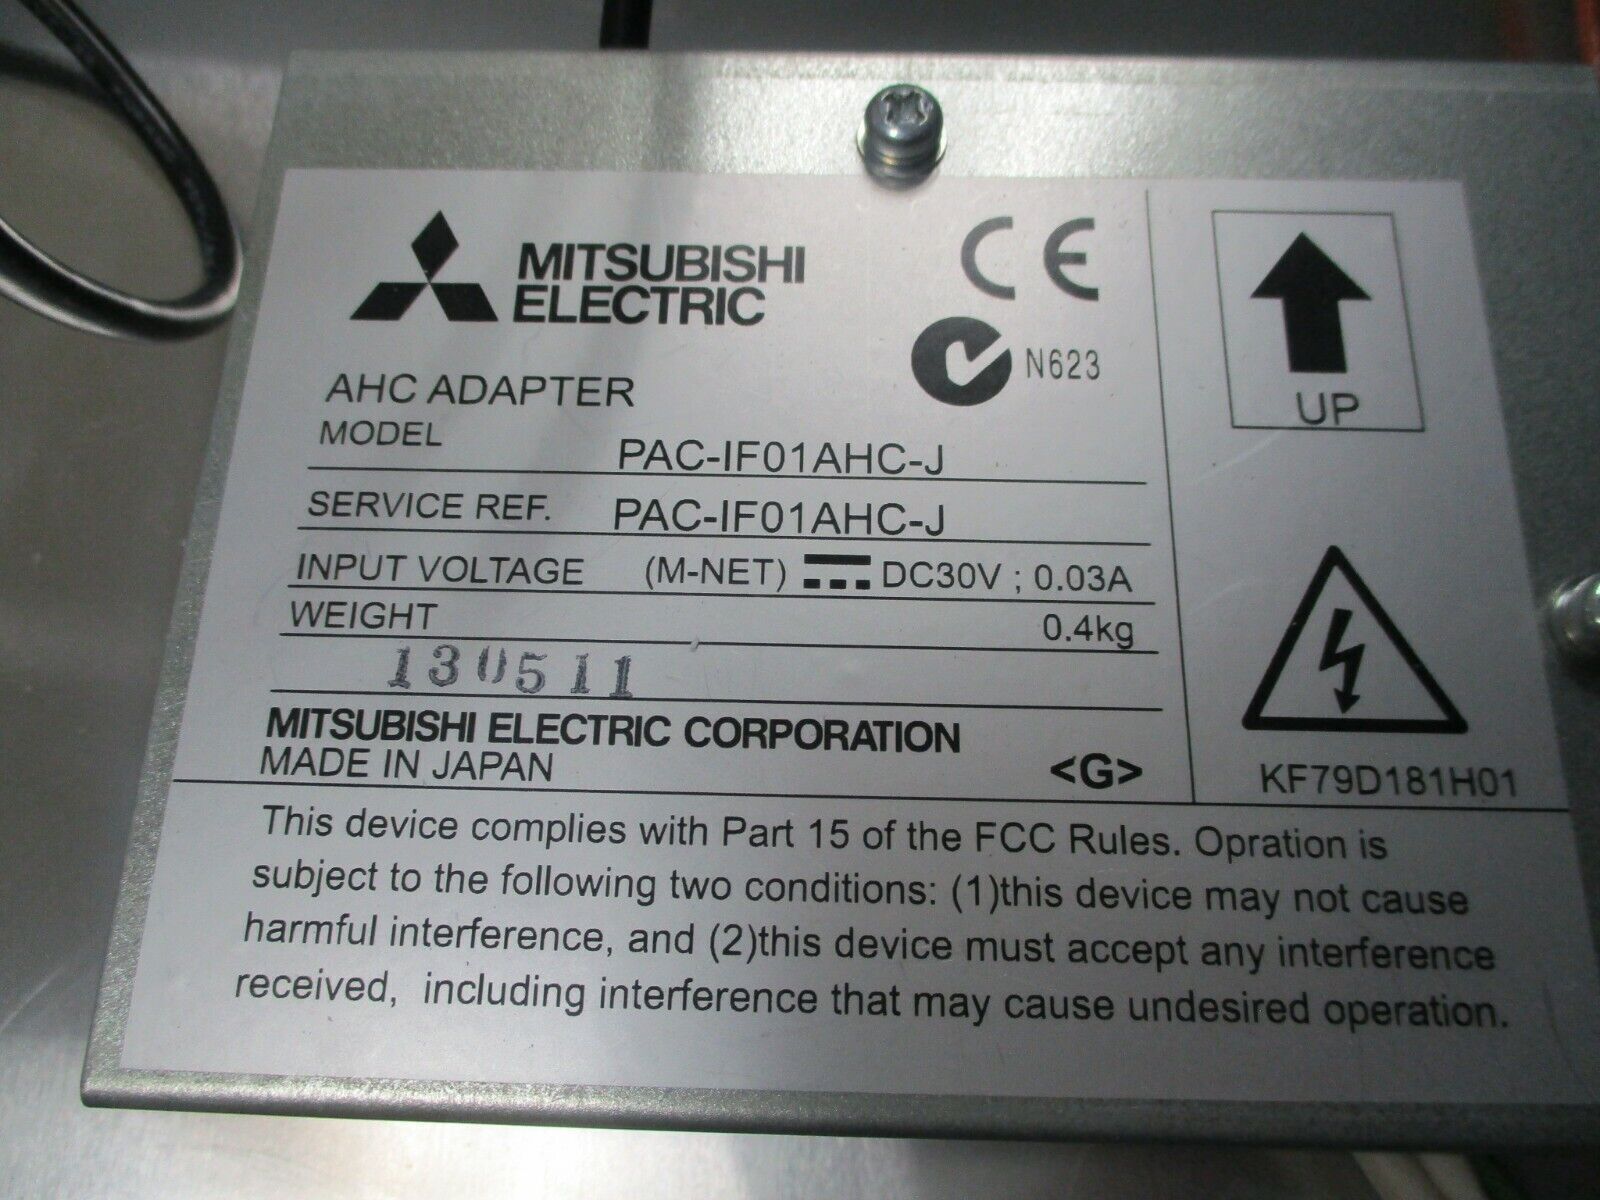 MITSUBISHI
ELECTRIC
CE
N623
AHC ADAPTER
MODEL PAC-IF01AHC-J
SERVICE REF. PAC-IF01AHC-J
INPUT VOLTAGE (M-NET) DC30V ; 0.03A
WEIGHT 0.4kg
130511
MITSUBISHI ELECTRIC CORPORATION
MADE IN JAPAN <G>
UP
KF79D181H01
This device complies with Part 15 of the FCC Rules. Opration is
subject to the following two conditions: (1)this device may not cause
harmful interference, and (2)this device must accept any interference
received, including interference that may cause undesired operation.